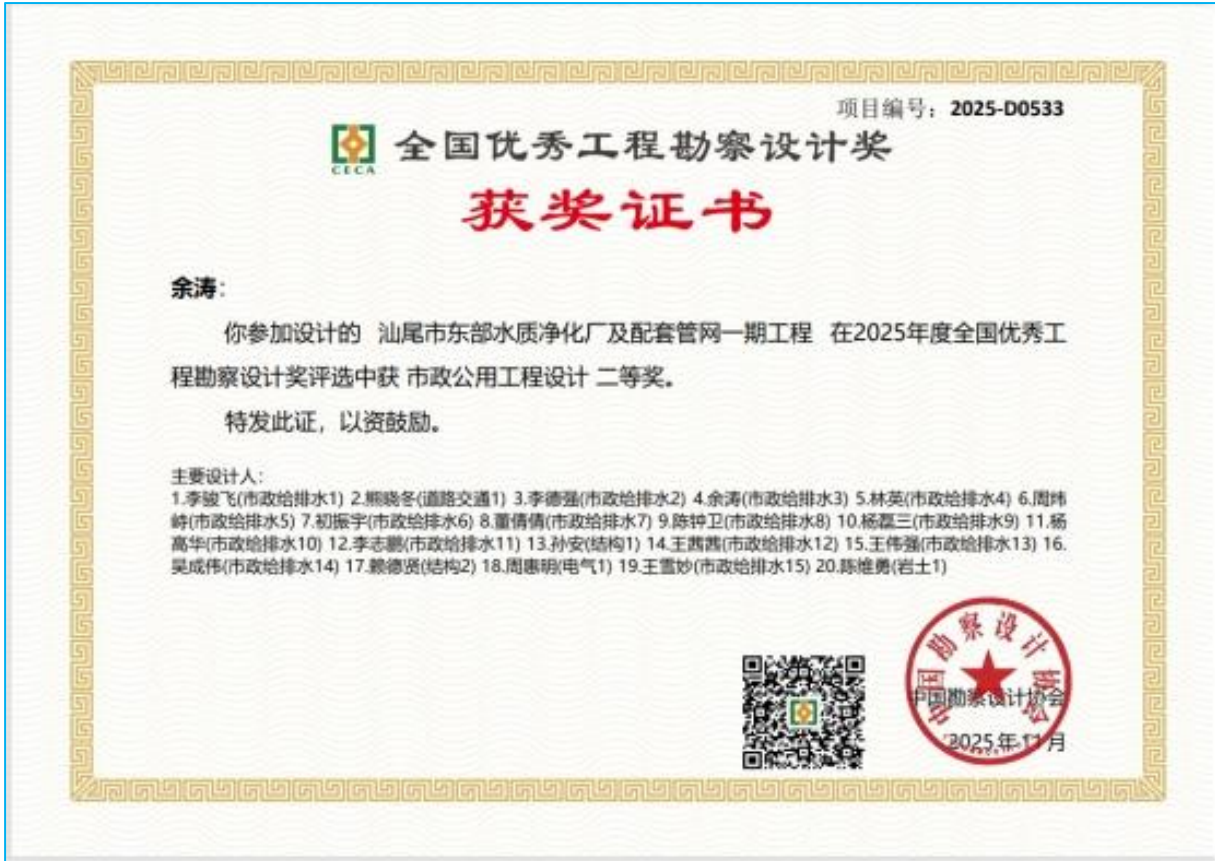 项目编号：2025-D0533
CECA
全国优秀工程勘察设计奖
获奖证书
余涛：
你参加设计的 汕尾市东部水质净化厂及配套管网一期工程 在2025年度全国优秀工
程勘察设计奖评选中获 市政公用工程设计 二等奖。
特发此证，以资鼓励。
主要设计人：
1.李骏飞(市政给排水1) 2.熊晓冬(道路交通1) 3.李德强(市政给排水2) 4.余涛(市政给排水3) 5.林英(市政给排水4) 6.周炜
峙(市政给排水5) 7.初振宇(市政给排水6) 8.董倩倩(市政给排水7) 9.陈钟卫(市政给排水8) 10.杨磊三(市政给排水9) 11.杨
高华(市政给排水10) 12.李志鹏(市政给排水11) 13.孙安(结构1) 14.王茜茜(市政给排水12) 15.王伟强(市政给排水13) 16.
吴成伟(市政给排水14) 17.赖德贤(结构2) 18.周惠明(电气1) 19.王雪妙(市政给排水15) 20.陈维勇(岩土1)
中国勘察设计协会
中国勘察设计协会
2025年11月